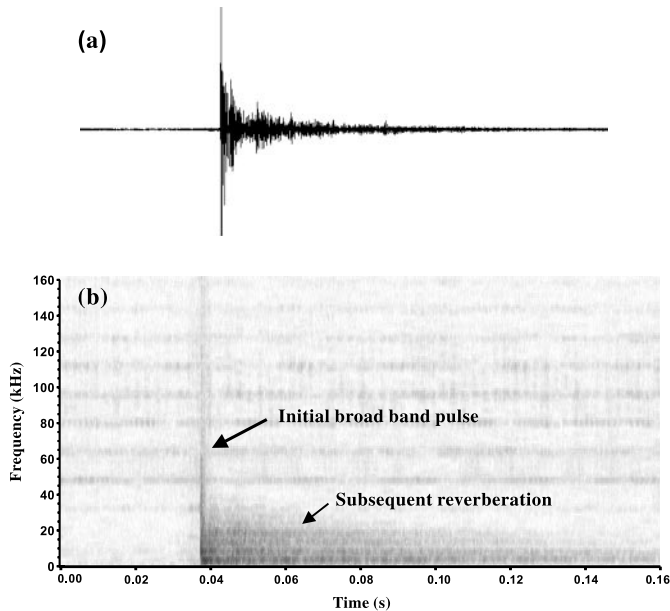 (a)
(b)
160
140
120
100
80
60
40
20
0
Frequency (kHz)
Initial broad band pulse
Subsequent reverberation
0.00 0.02 0.04 0.06 0.08 0.10 0.12 0.14 0.16
Time (s)